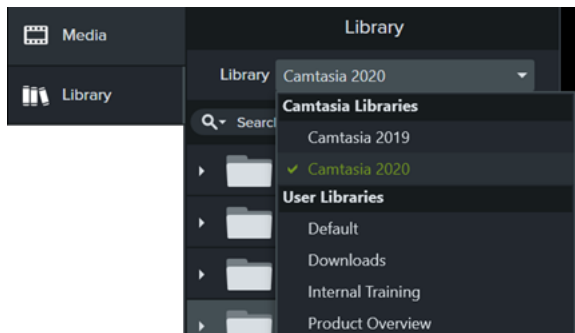 Media
Library
Library
Library Camtasia 2020
Search
Camtasia Libraries
Camtasia 2019
Camtasia 2020
User Libraries
Default
Downloads
Internal Training
Product Overview